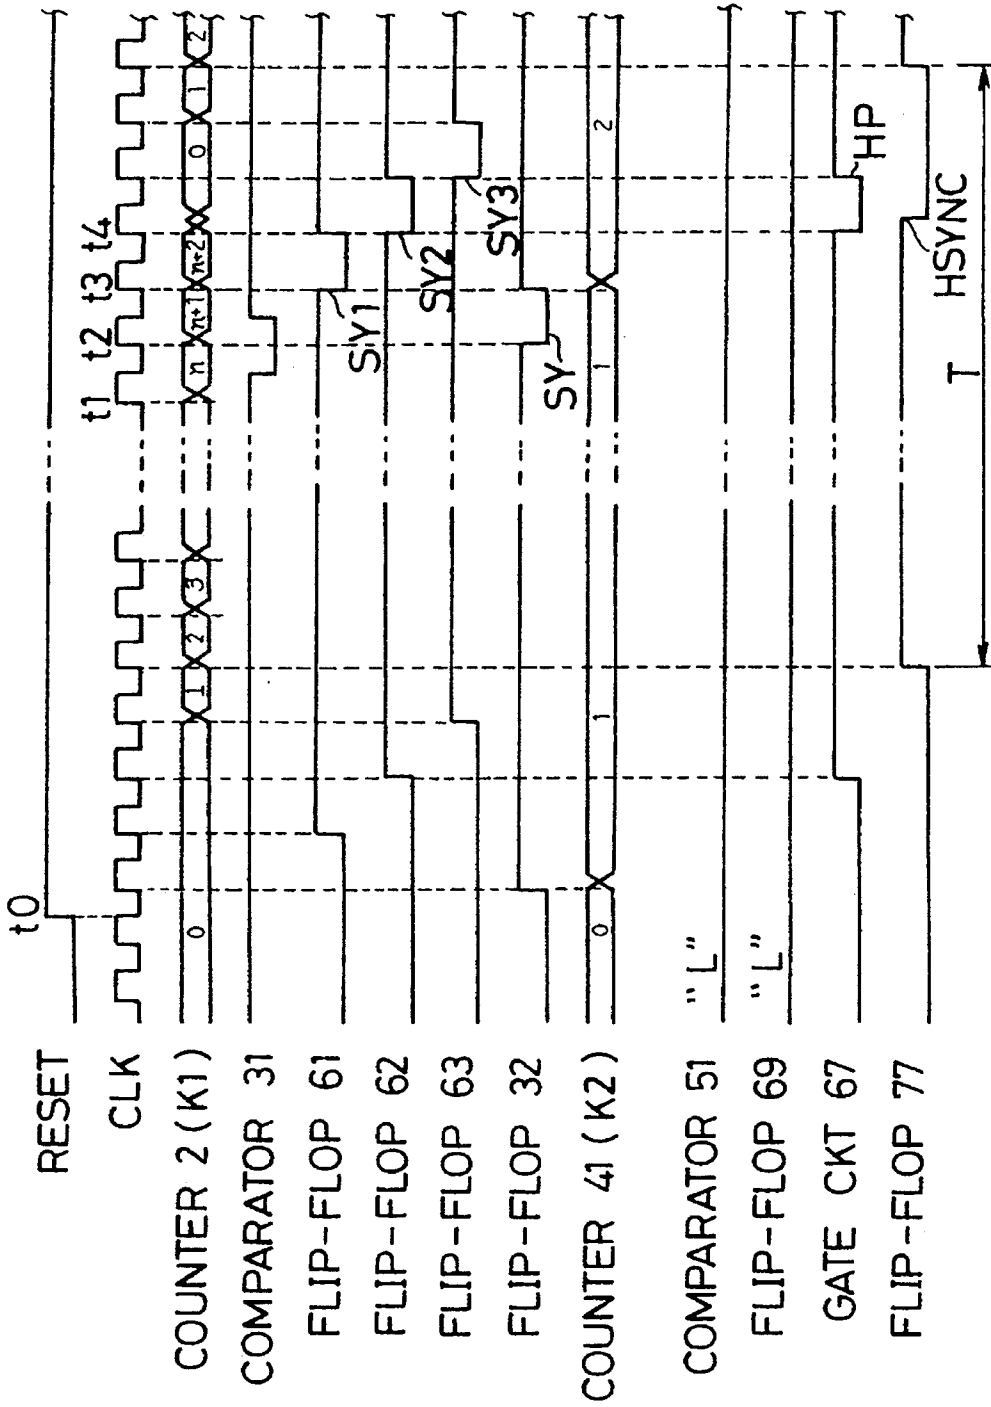 RESET
t0
CLK
t1 t2 t3 t4
COUNTER 2 (K1) 0 1 2 3 n n+1 n+2 0 1 2
COMPARATOR 31
FLIP-FLOP 61 SY1
FLIP-FLOP 62 SY2
FLIP-FLOP 63 SY3
FLIP-FLOP 32 SY
COUNTER 41 (K2) 0 1 1 2
COMPARATOR 51 "L"
FLIP-FLOP 69 "L"
GATE CKT 67 HP
FLIP-FLOP 77 HSYNC
T